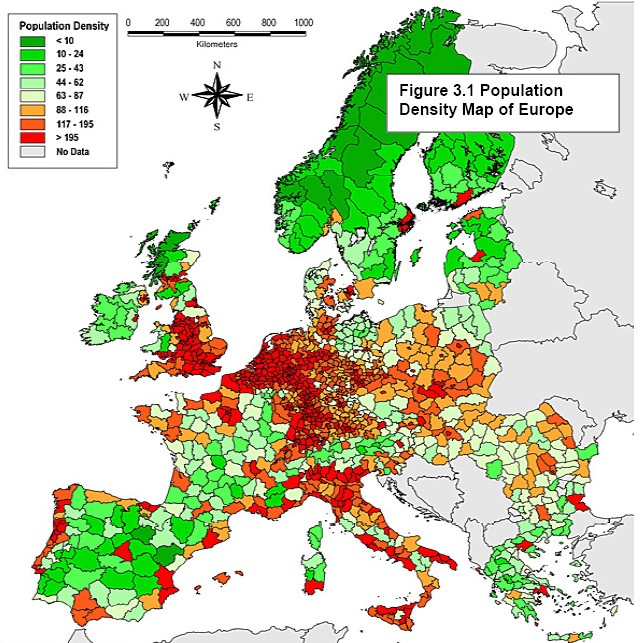 Population Density
< 10
10 - 24
25 - 43
44 - 62
63 - 87
88 - 116
117 - 195
> 195
No Data
0 200 400 600 800 1000
Kilometers
N
W E
S
Figure 3.1 Population
Density Map of Europe